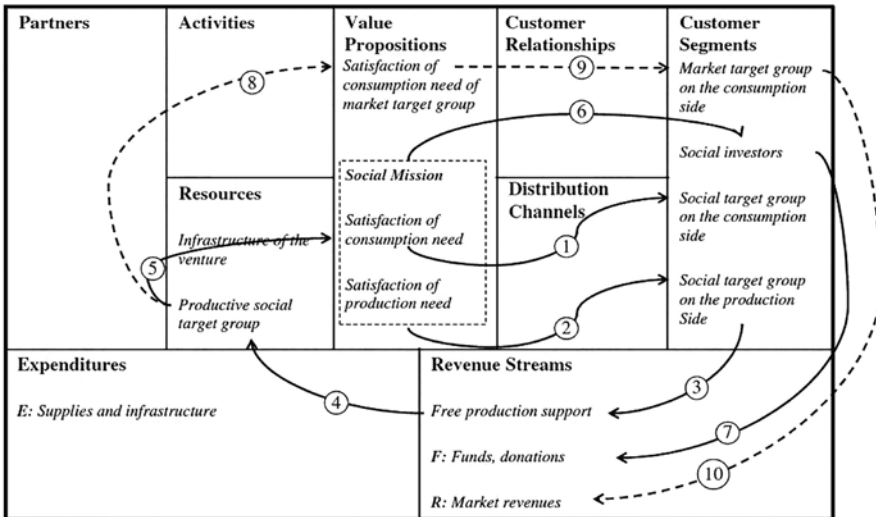 Partners
Activities
Value
Propositions
Customer
Relationships
Customer
Segments
Satisfaction of
consumption need of
market target group
8
9
6
Market target group
on the consumption
side
Social investors
Resources
Infrastructure of the
venture
5
Productive social
target group
Social Mission
Satisfaction of
consumption need
Satisfaction of
production need
Distribution
Channels
1
2
Social target group
on the consumption
side
Social target group
on the production
Side
Expenditures
E: Supplies and infrastructure
4
Revenue Streams
3
Free production support
7
F: Funds, donations
10
R: Market revenues